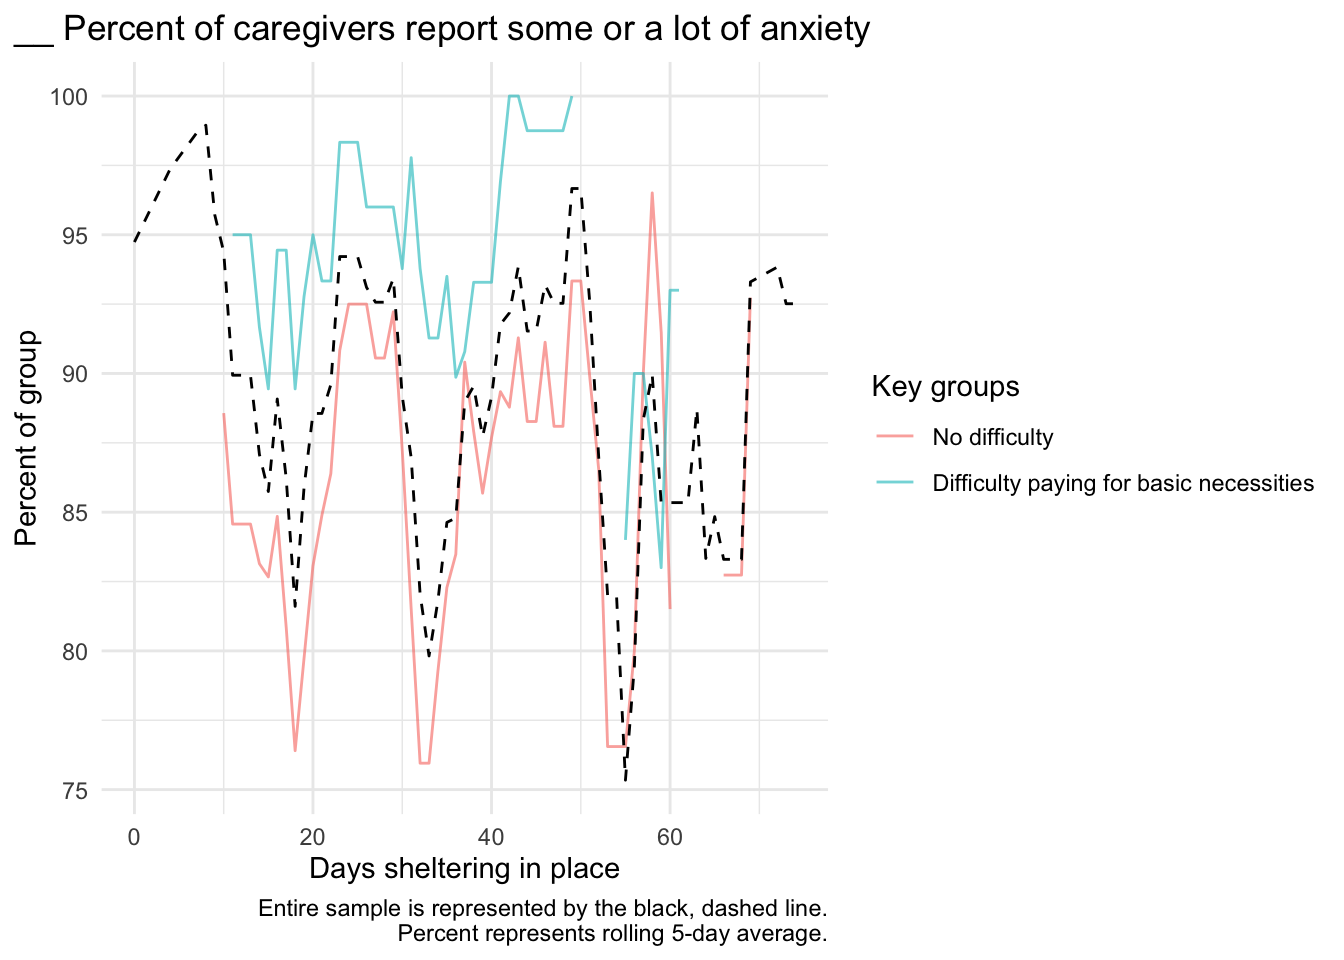 __ Percent of caregivers report some or a lot of anxiety
100
95
90
85
80
75
Percent of group
0 20 40 60
Days sheltering in place
Key groups
No difficulty
Difficulty paying for basic necessities
Entire sample is represented by the black, dashed line.
Percent represents rolling 5-day average.